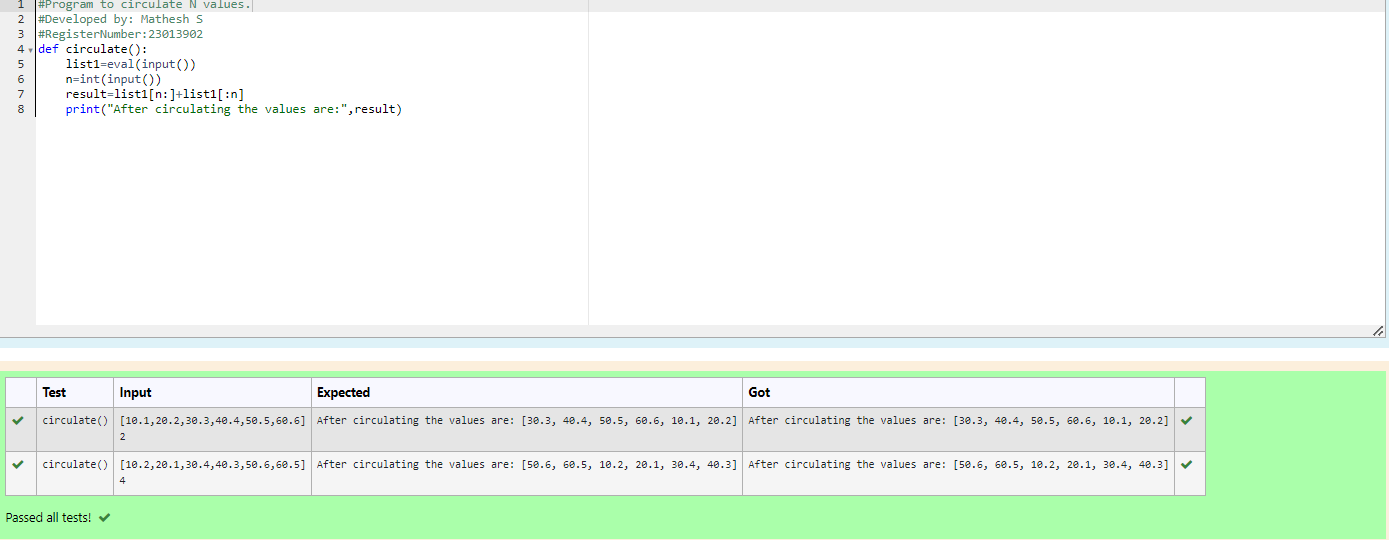 1 #Program to circulate N values.
2 #Developed by: Mathesh S
3 #RegisterNumber:23013902
4 def circulate():
5 list1=eval(input())
6 n=int(input())
7 result=list1[n:]+list1[:n]
8 print("After circulating the values are:",result)
Test Input Expected Got
circulate() [10.1,20.2,30.3,40.4,50.5,60.6] After circulating the values are: [30.3, 40.4, 50.5, 60.6, 10.1, 20.2] After circulating the values are: [30.3, 40.4, 50.5, 60.6, 10.1, 20.2]
2
circulate() [10.2,20.1,30.4,40.3,50.6,60.5] After circulating the values are: [50.6, 60.5, 10.2, 20.1, 30.4, 40.3] After circulating the values are: [50.6, 60.5, 10.2, 20.1, 30.4, 40.3]
4
Passed all tests!